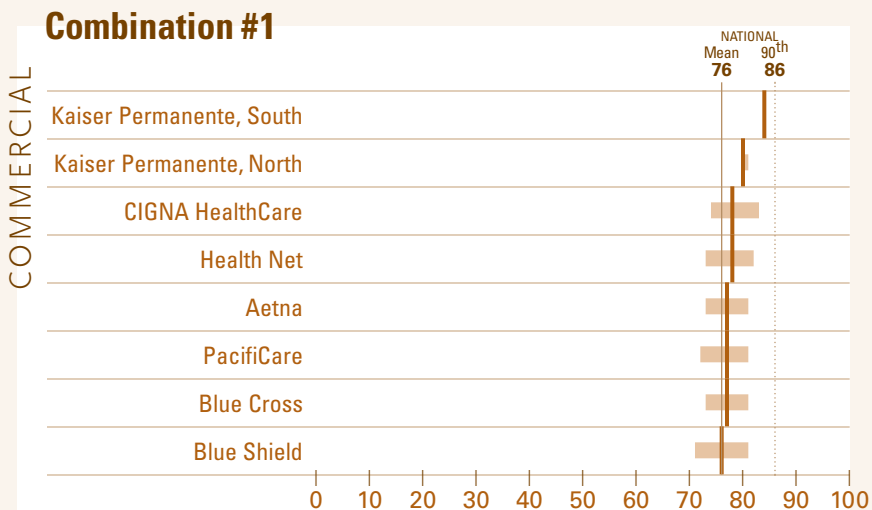 Combination #1
NATIONAL
Mean 90th
76 86
COMMERCIAL
Kaiser Permanente, South
Kaiser Permanente, North
CIGNA HealthCare
Health Net
Aetna
PacifiCare
Blue Cross
Blue Shield
0 10 20 30 40 50 60 70 80 90 100